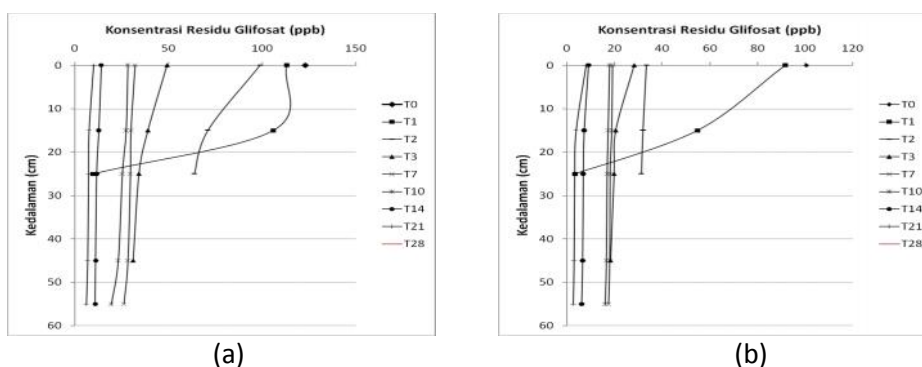 Konsentrasi Residu Glifosat (ppb)
0 50 100 150
0
10
20
30
40
50
60
Kedalaman (cm)
T0
T1
T2
T3
T7
T10
T14
T21
T28
(a)
Konsentrasi Residu Glifosat (ppb)
0 20 40 60 80 100 120
0
10
20
30
40
50
60
Kedalaman (cm)
T0
T1
T2
T3
T7
T10
T14
T21
T28
(b)